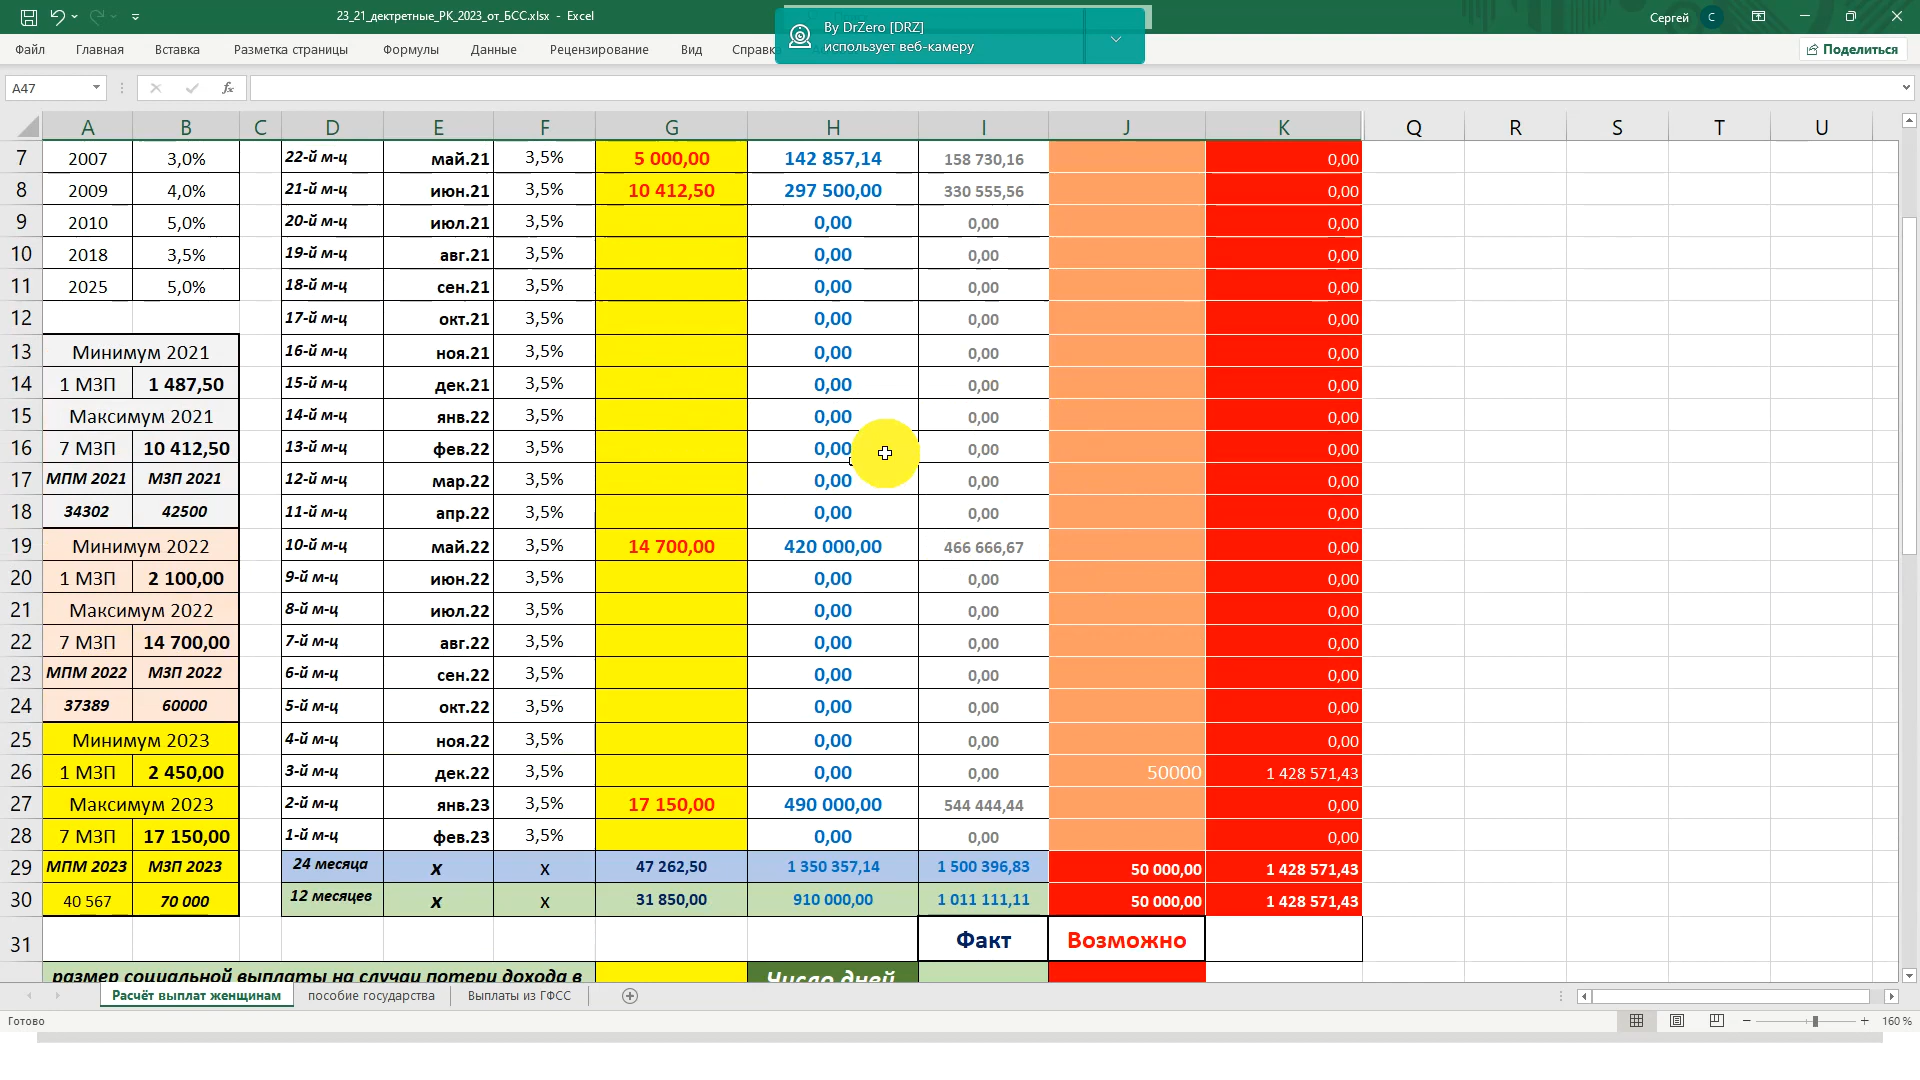 23_21_дектретные_РК_2023_от_БСС.xlsx - Excel
By DrZero [DRZ]
использует веб-камеру
Сергей С
Файл Главная Вставка Разметка страницы Формулы Данные Рецензирование Вид Справка
Поделиться
A47 fx
A B C D E F G H I J K Q R S T U
7 2007 3,0% 22-й м-ц май.21 3,5% 5 000,00 142 857,14 158 730,16 0,00
8 2009 4,0% 21-й м-ц июн.21 3,5% 10 412,50 297 500,00 330 555,56 0,00
9 2010 5,0% 20-й м-ц июл.21 3,5% 0,00 0,00 0,00
10 2018 3,5% 19-й м-ц авг.21 3,5% 0,00 0,00 0,00
11 2025 5,0% 18-й м-ц сен.21 3,5% 0,00 0,00 0,00
12 17-й м-ц окт.21 3,5% 0,00 0,00 0,00
13 Минимум 2021 16-й м-ц ноя.21 3,5% 0,00 0,00 0,00
14 1 МЗП 1 487,50 15-й м-ц дек.21 3,5% 0,00 0,00 0,00
15 Максимум 2021 14-й м-ц янв.22 3,5% 0,00 0,00 0,00
16 7 МЗП 10 412,50 13-й м-ц фев.22 3,5% 0,00 0,00 0,00
17 МПМ 2021 МЗП 2021 12-й м-ц мар.22 3,5% 0,00 0,00 0,00
18 34302 42500 11-й м-ц апр.22 3,5% 0,00 0,00 0,00
19 Минимум 2022 10-й м-ц май.22 3,5% 14 700,00 420 000,00 466 666,67 0,00
20 1 МЗП 2 100,00 9-й м-ц июн.22 3,5% 0,00 0,00 0,00
21 Максимум 2022 8-й м-ц июл.22 3,5% 0,00 0,00 0,00
22 7 МЗП 14 700,00 7-й м-ц авг.22 3,5% 0,00 0,00 0,00
23 МПМ 2022 МЗП 2022 6-й м-ц сен.22 3,5% 0,00 0,00 0,00
24 37389 60000 5-й м-ц окт.22 3,5% 0,00 0,00 0,00
25 Минимум 2023 4-й м-ц ноя.22 3,5% 0,00 0,00 0,00
26 1 МЗП 2 450,00 3-й м-ц дек.22 3,5% 0,00 0,00 50000 1 428 571,43
27 Максимум 2023 2-й м-ц янв.23 3,5% 17 150,00 490 000,00 544 444,44 0,00
28 7 МЗП 17 150,00 1-й м-ц фев.23 3,5% 0,00 0,00 0,00
29 МПМ 2023 МЗП 2023 24 месяца х х 47 262,50 1 350 357,14 1 500 396,83 50 000,00 1 428 571,43
30 40 567 70 000 12 месяцев х х 31 850,00 910 000,00 1 011 111,11 50 000,00 1 428 571,43
31 Факт Возможно
размер социальной выплаты на случаи потери дохода в Число дней
Расчёт выплат женщинам пособие государства Выплаты из ГФСС
Готово 160 %